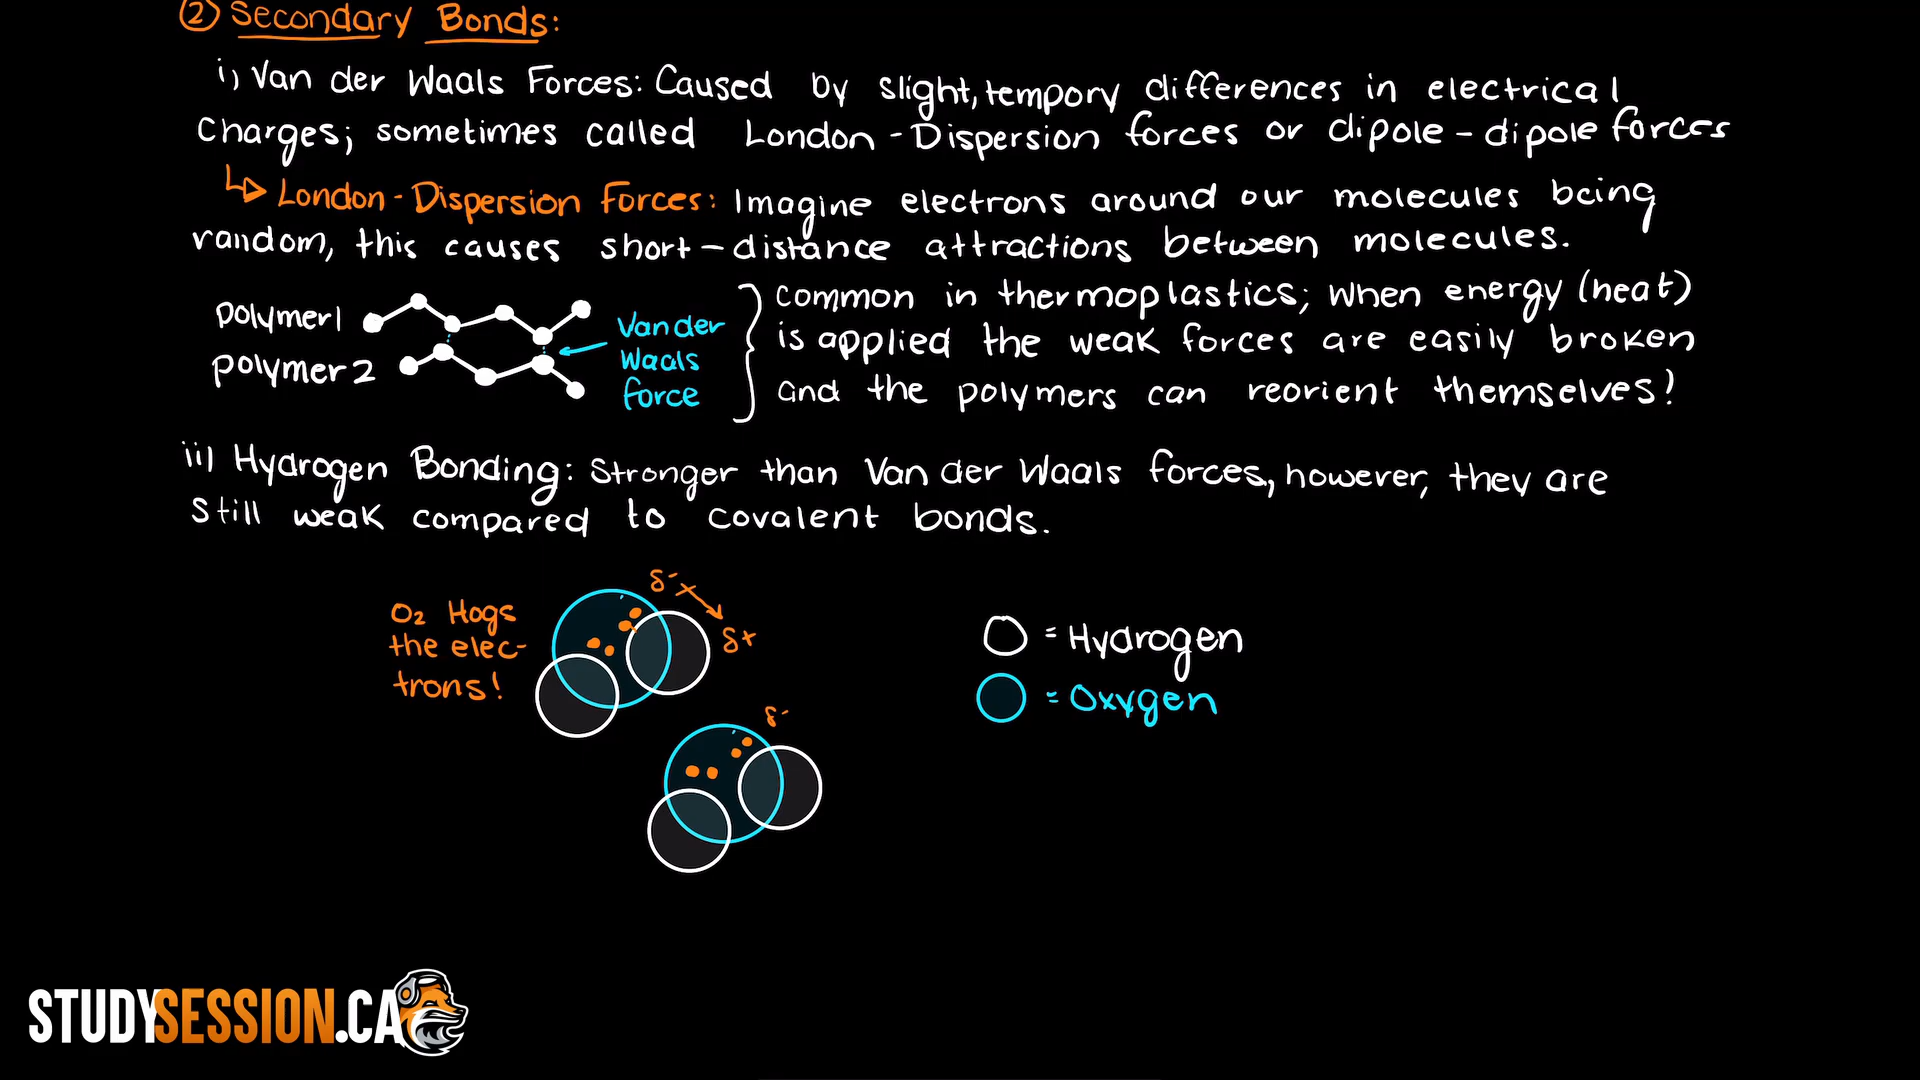 ② Secondary Bonds:
i) Van der Waals Forces: Caused by slight, tempory differences in electrical
Charges; sometimes called London-Dispersion forces or dipole-dipole forces
London-Dispersion Forces: Imagine electrons around our molecules being
random, this causes short-distance attractions between molecules.
polymer 1
polymer 2
Van der
Waals
force
common in thermoplastics; when energy (heat)
is applied the weak forces are easily broken
and the polymers can reorient themselves!
ii) Hydrogen Bonding: Stronger than Van der Waals forces, however, they are
still weak compared to covalent bonds.
O₂ Hogs
the elec-
trons!
δ-
δ+
δ-
= Hydrogen
= Oxygen
STUDYSESSION.CA